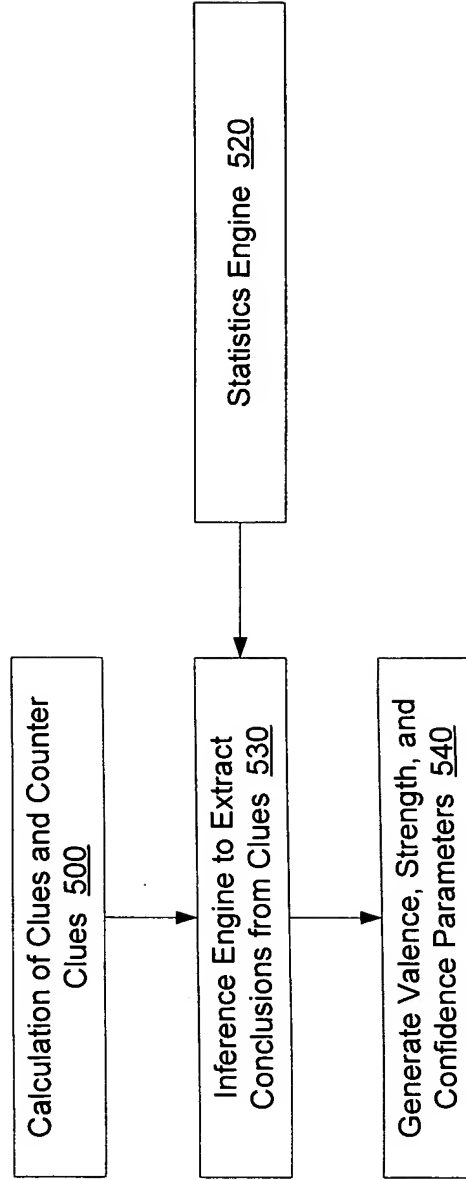 Calculation of Clues and Counter
Clues 500
Inference Engine to Extract
Conclusions from Clues 530
Statistics Engine 520
Generate Valence, Strength, and
Confidence Parameters 540